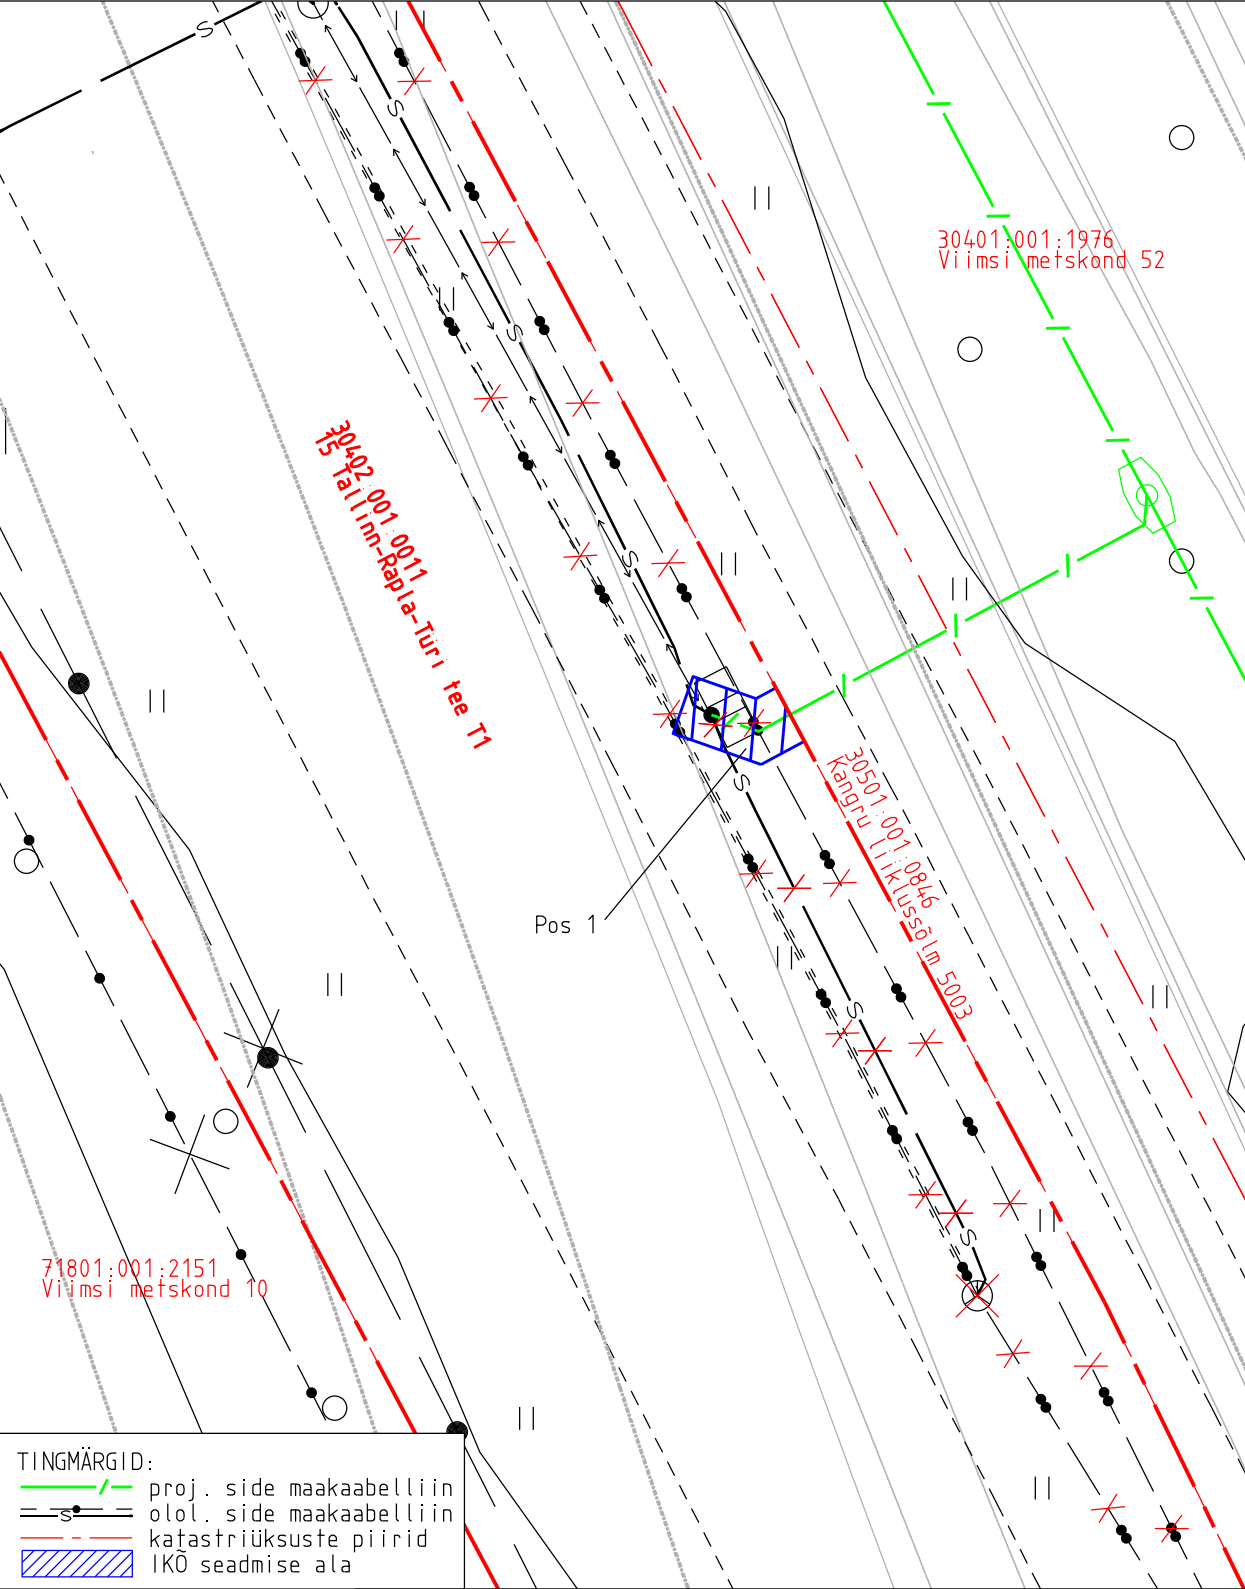 30401:001:1976
Viimsi metskond 52
30402:001:0011
15 Tallinn-Rapla-Türi tee T1
30501:001:0846
Kangru liiklussõlm 5003
Pos 1
71801:001:2151
Viimsi metskond 10
S
S
S
S
S
S
S
TINGMÄRGID:
proj. side maakaabelliin
S
olol. side maakaabelliin
katastriüksuste piirid
IKÕ seadmise ala